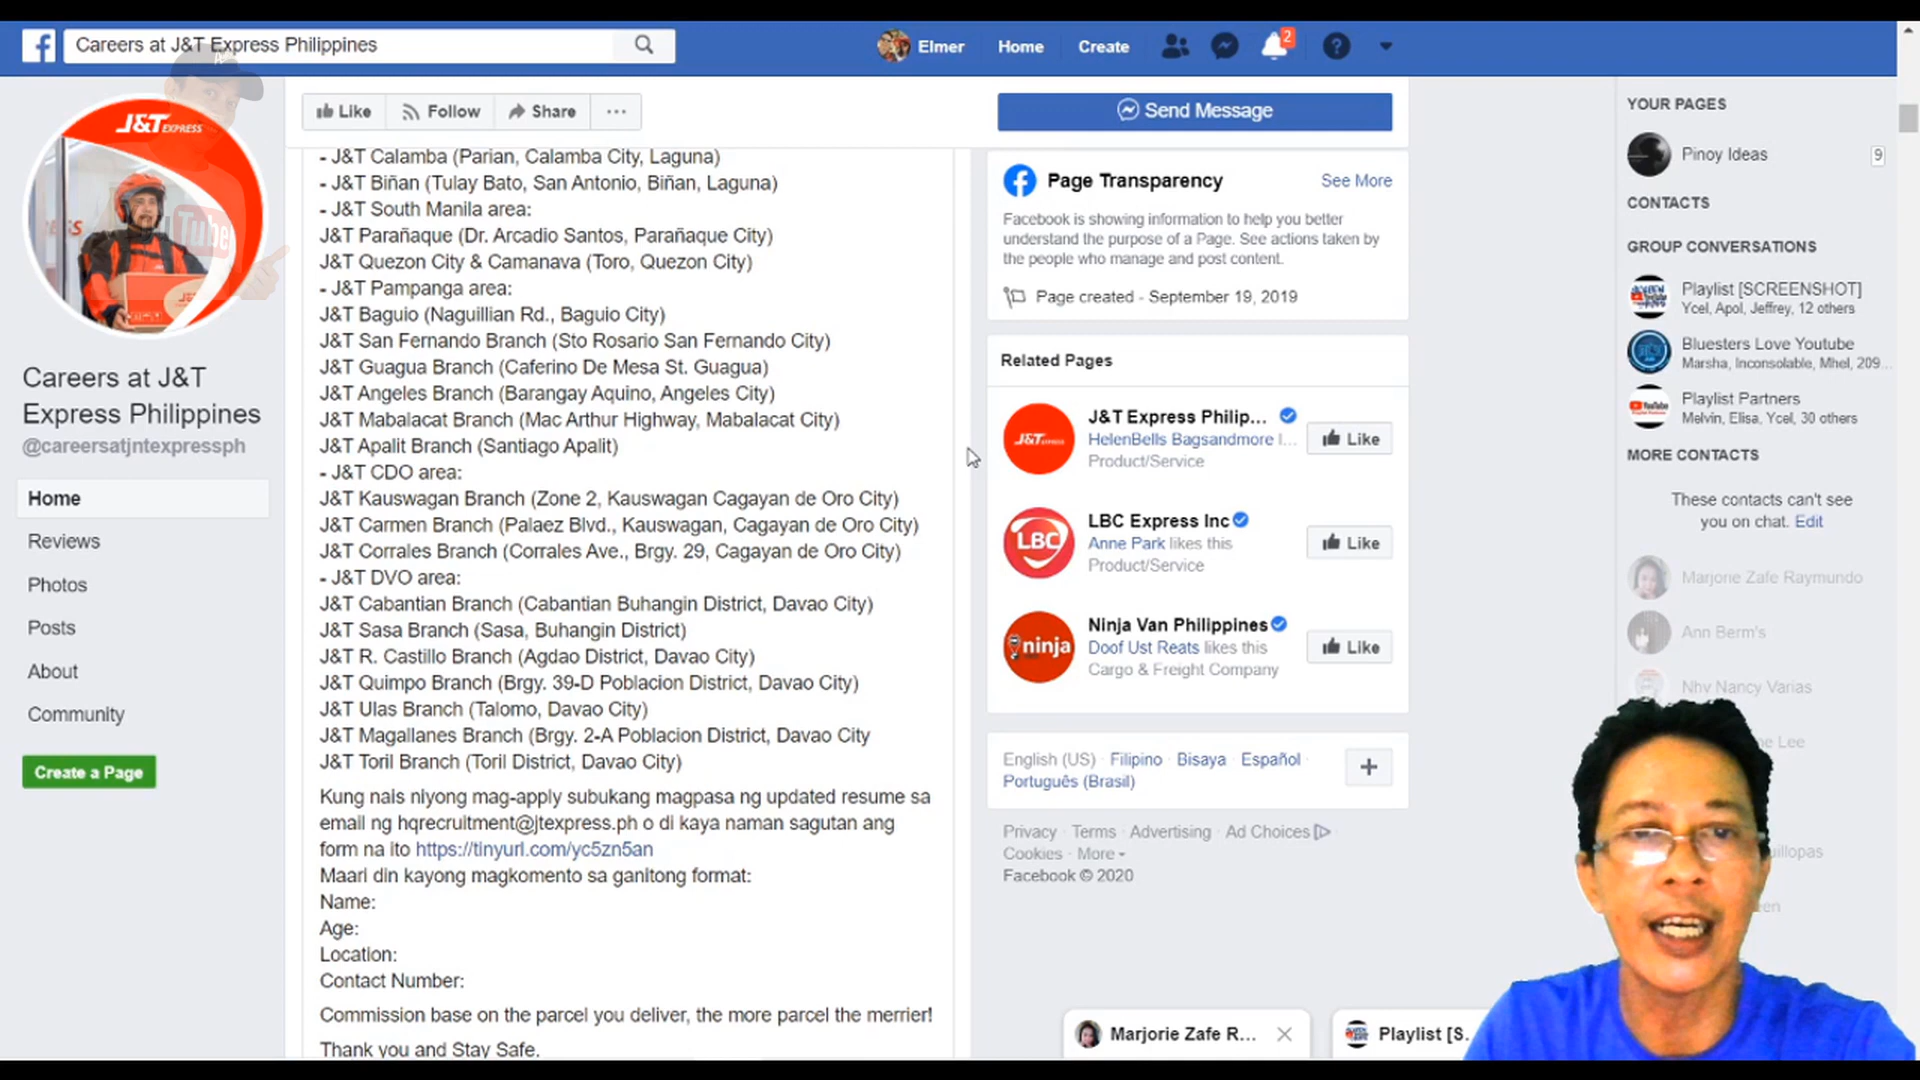 Careers at J&T Express Philippines
Elmer
Home
Create
2
J&T EXPRESS
Careers at J&T
Express Philippines
@careersatjntexpressph
Home
Reviews
Photos
Posts
About
Community
Create a Page
Like
Follow
Share
Send Message
- J&T Calamba (Parian, Calamba City, Laguna)
- J&T Biñan (Tulay Bato, San Antonio, Biñan, Laguna)
- J&T South Manila area:
J&T Parañaque (Dr. Arcadio Santos, Parañaque City)
J&T Quezon City & Camanava (Toro, Quezon City)
- J&T Pampanga area:
J&T Baguio (Naguillian Rd., Baguio City)
J&T San Fernando Branch (Sto Rosario San Fernando City)
J&T Guagua Branch (Caferino De Mesa St. Guagua)
J&T Angeles Branch (Barangay Aquino, Angeles City)
J&T Mabalacat Branch (Mac Arthur Highway, Mabalacat City)
J&T Apalit Branch (Santiago Apalit)
- J&T CDO area:
J&T Kauswagan Branch (Zone 2, Kauswagan Cagayan de Oro City)
J&T Carmen Branch (Palaez Blvd., Kauswagan, Cagayan de Oro City)
J&T Corrales Branch (Corrales Ave., Brgy. 29, Cagayan de Oro City)
- J&T DVO area:
J&T Cabantian Branch (Cabantian Buhangin District, Davao City)
J&T Sasa Branch (Sasa, Buhangin District)
J&T R. Castillo Branch (Agdao District, Davao City)
J&T Quimpo Branch (Brgy. 39-D Poblacion District, Davao City)
J&T Ulas Branch (Talomo, Davao City)
J&T Magallanes Branch (Brgy. 2-A Poblacion District, Davao City
J&T Toril Branch (Toril District, Davao City)
Kung nais niyong mag-apply subukang magpasa ng updated resume sa
email ng hqrecruitment@jtexpress.ph o di kaya naman sagutan ang
form na ito https://tinyurl.com/yc5zn5an
Maari din kayong magkomento sa ganitong format:
Name:
Age:
Location:
Contact Number:
Commission base on the parcel you deliver, the more parcel the merrier!
Thank you and Stay Safe.
Page Transparency
See More
Facebook is showing information to help you better
understand the purpose of a Page. See actions taken by
the people who manage and post content.
Page created - September 19, 2019
Related Pages
J&T EXPRESS
J&T Express Philip...
HelenBells Bagsandmore l...
Product/Service
Like
LBC
LBC Express Inc
Anne Park likes this
Product/Service
Like
ninja
Ninja Van Philippines
Doof Ust Reats likes this
Cargo & Freight Company
Like
English (US) · Filipino · Bisaya · Español ·
Português (Brasil)
Privacy · Terms · Advertising · Ad Choices
Cookies · More
Facebook © 2020
YOUR PAGES
Pinoy Ideas
9
CONTACTS
GROUP CONVERSATIONS
Playlist [SCREENSHOT]
Ycel, Apol, Jeffrey, 12 others
Bluesters Love Youtube
Marsha, Inconsolable, Mhel, 209...
Playlist Partners
Melvin, Elisa, Ycel, 30 others
MORE CONTACTS
These contacts can't see
you on chat. Edit
Marjorie Zafe Raymundo
Ann Berm's
Nhv Nancy Varias
Lee
Marjorie Zafe R...
Playlist [S.